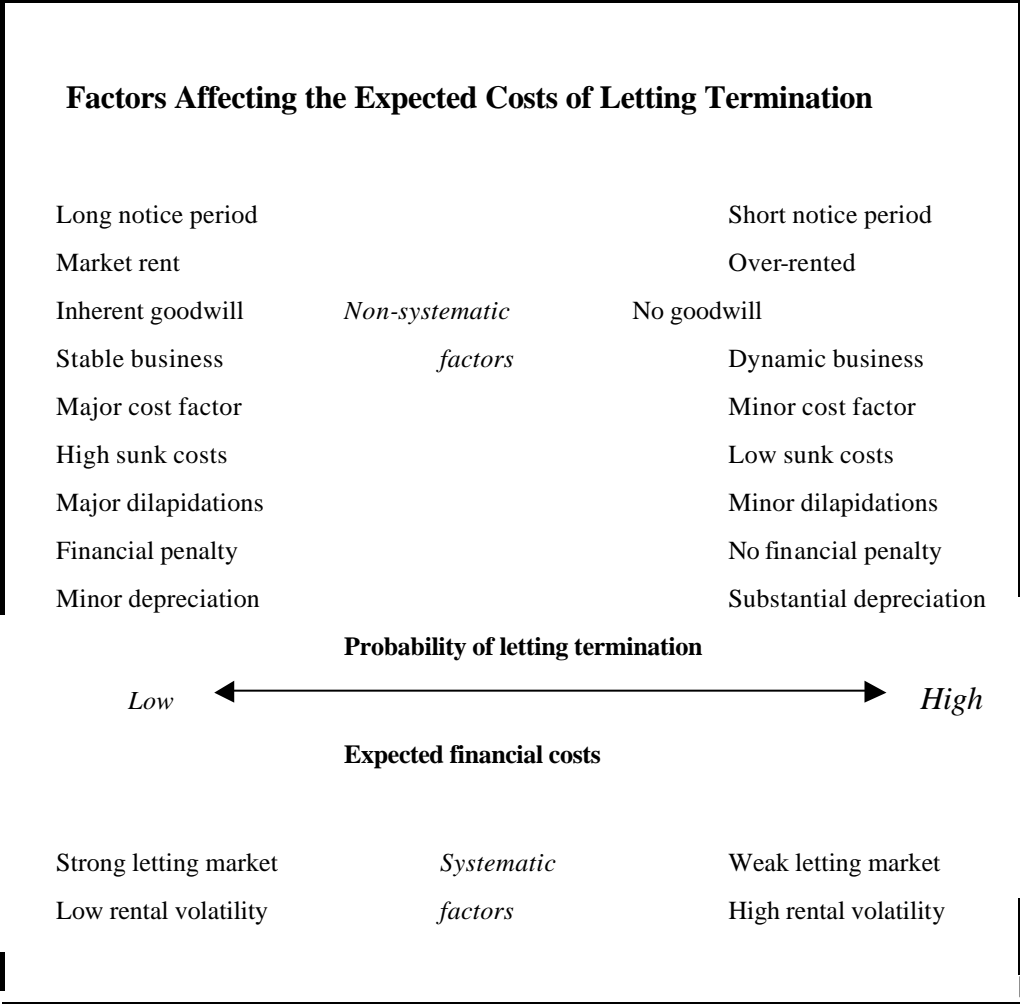 Factors Affecting the Expected Costs of Letting Termination
Long notice period Short notice period
Market rent Over-rented
Inherent goodwill Non-systematic No goodwill
Stable business factors Dynamic business
Major cost factor Minor cost factor
High sunk costs Low sunk costs
Major dilapidations Minor dilapidations
Financial penalty No financial penalty
Minor depreciation Substantial depreciation
Probability of letting termination
Low High
Expected financial costs
Strong letting market Systematic Weak letting market
Low rental volatility factors High rental volatility